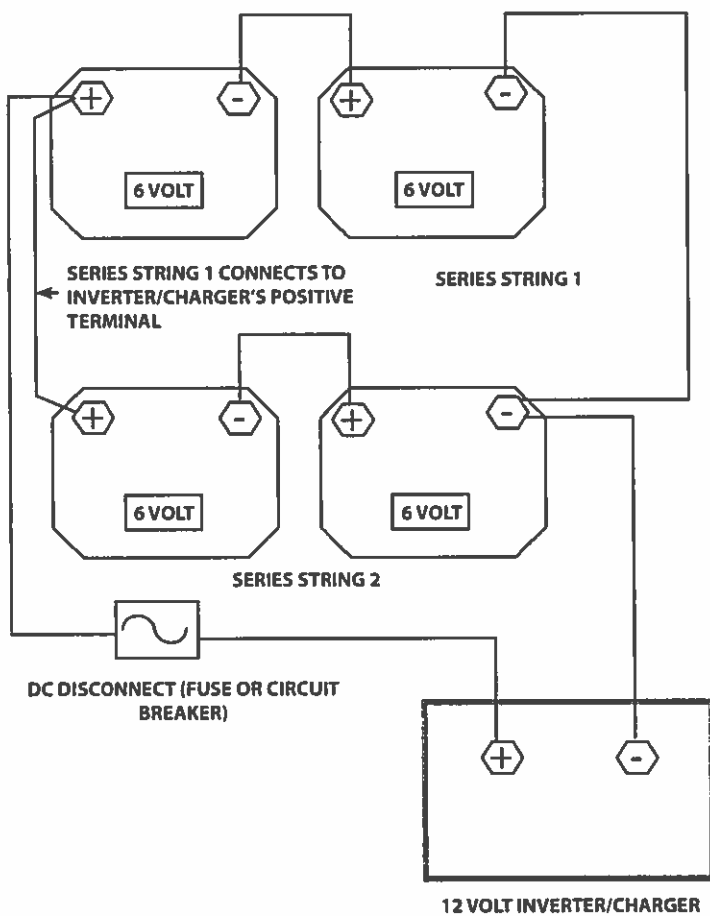 +
-
+
-
6 VOLT
6 VOLT
SERIES STRING 1 CONNECTS TO
INVERTER/CHARGER'S POSITIVE
TERMINAL
SERIES STRING 1
+
-
+
-
6 VOLT
6 VOLT
SERIES STRING 2
DC DISCONNECT (FUSE OR CIRCUIT
BREAKER)
+
-
12 VOLT INVERTER/CHARGER